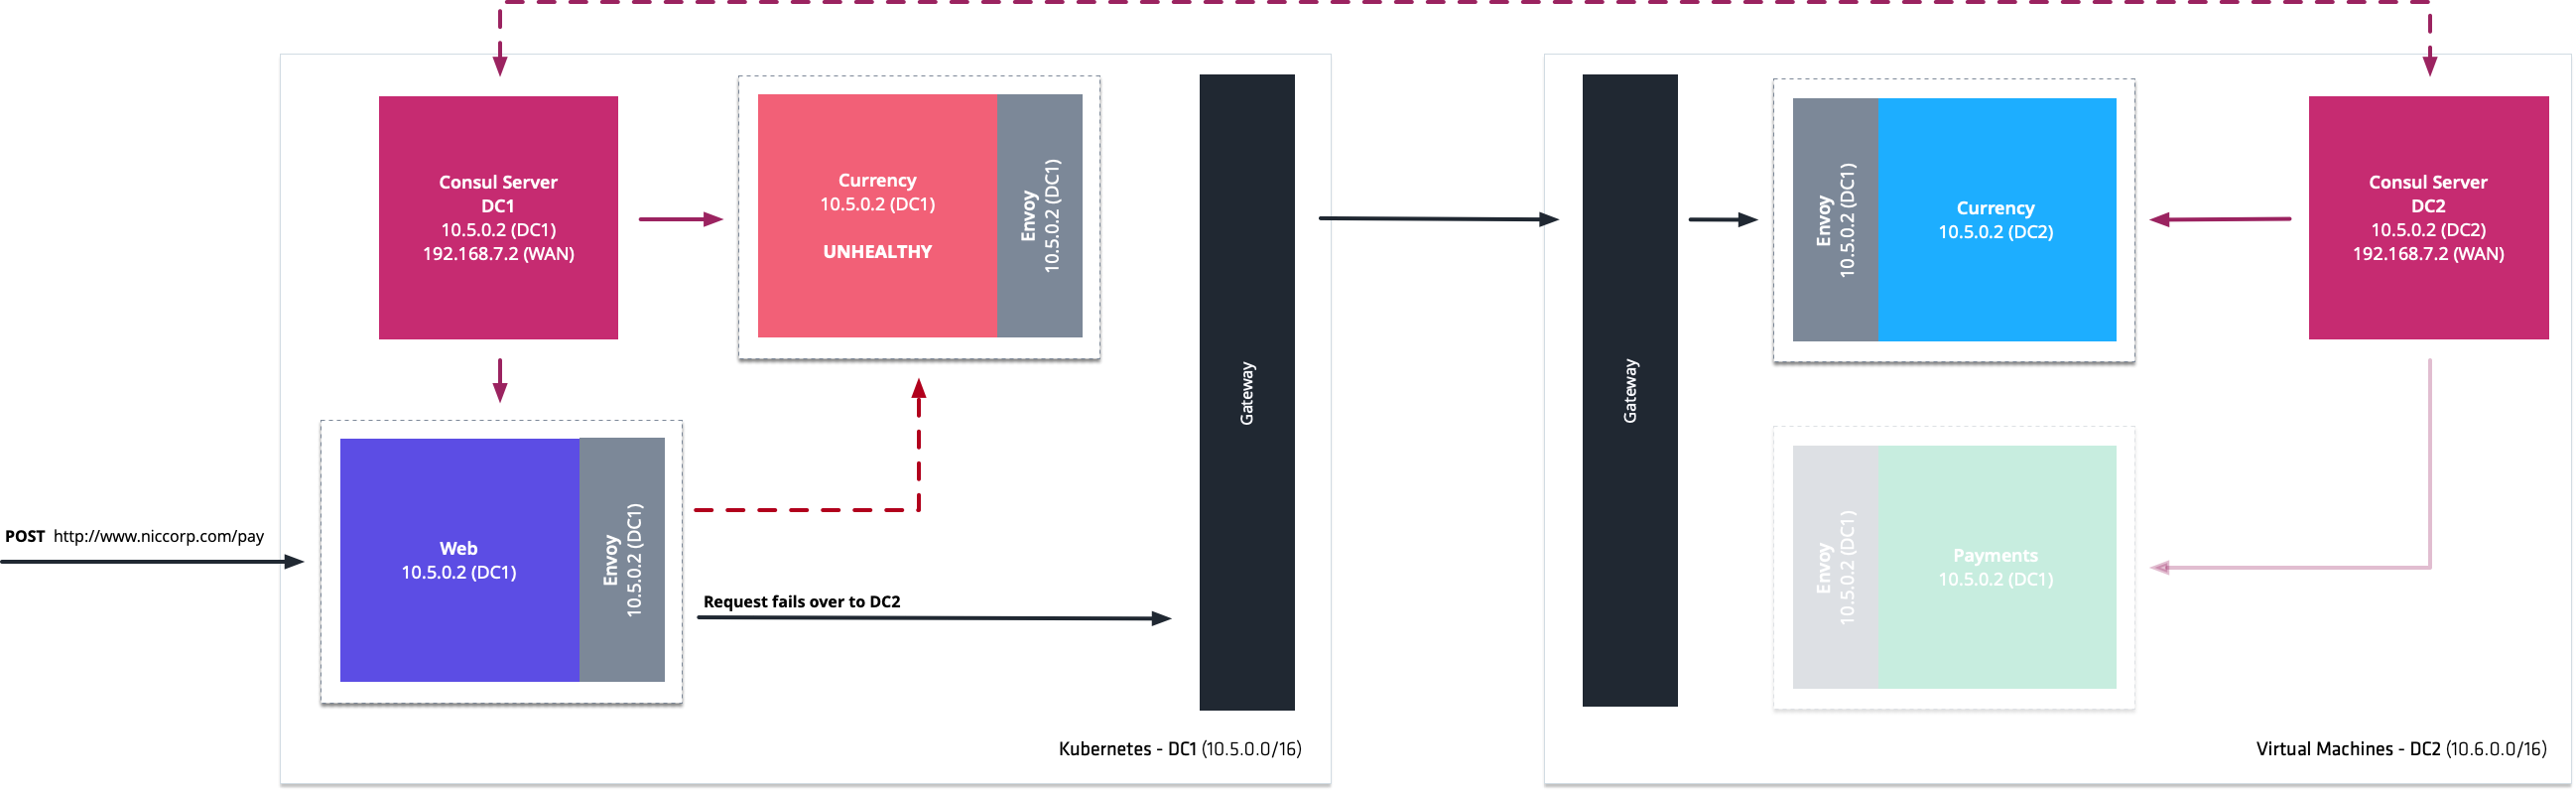 POST http://www.niccorp.com/pay
Consul Server
DC1
10.5.0.2 (DC1)
192.168.7.2 (WAN)
Currency
10.5.0.2 (DC1)
UNHEALTHY
Envoy
10.5.0.2 (DC1)
Web
10.5.0.2 (DC1)
Envoy
10.5.0.2 (DC1)
Request fails over to DC2
Gateway
Kubernetes - DC1 (10.5.0.0/16)
Gateway
Envoy
10.5.0.2 (DC1)
Currency
10.5.0.2 (DC2)
Consul Server
DC2
10.5.0.2 (DC2)
192.168.7.2 (WAN)
Envoy
10.5.0.2 (DC1)
Payments
10.5.0.2 (DC1)
Virtual Machines - DC2 (10.6.0.0/16)